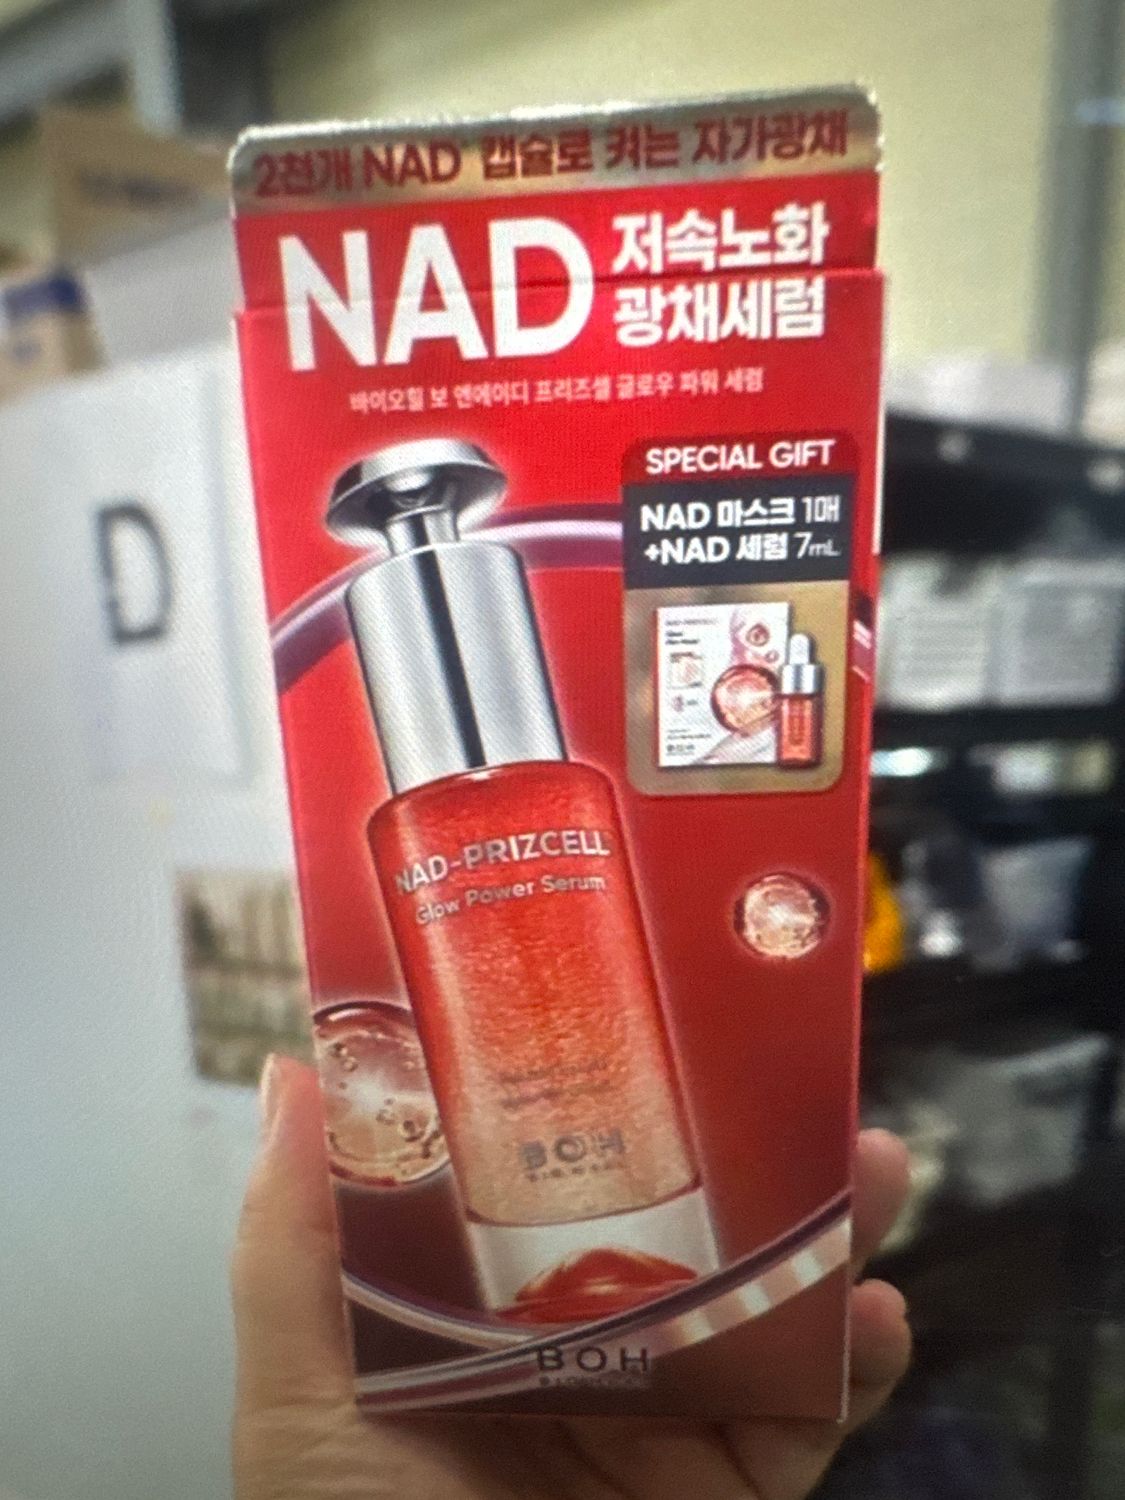 2천개 NAD⁺ 캡슐로 켜는 자가광채
NAD 저속노화
광채세럼
바이오힐 보 엔에이디 프리즈셀 글로우 파워 세럼
SPECIAL GIFT
NAD 마스크 1매
+NAD 세럼 7mL
NAD-PRIZCELL™
Glow Power Serum
BOH
BOH
D